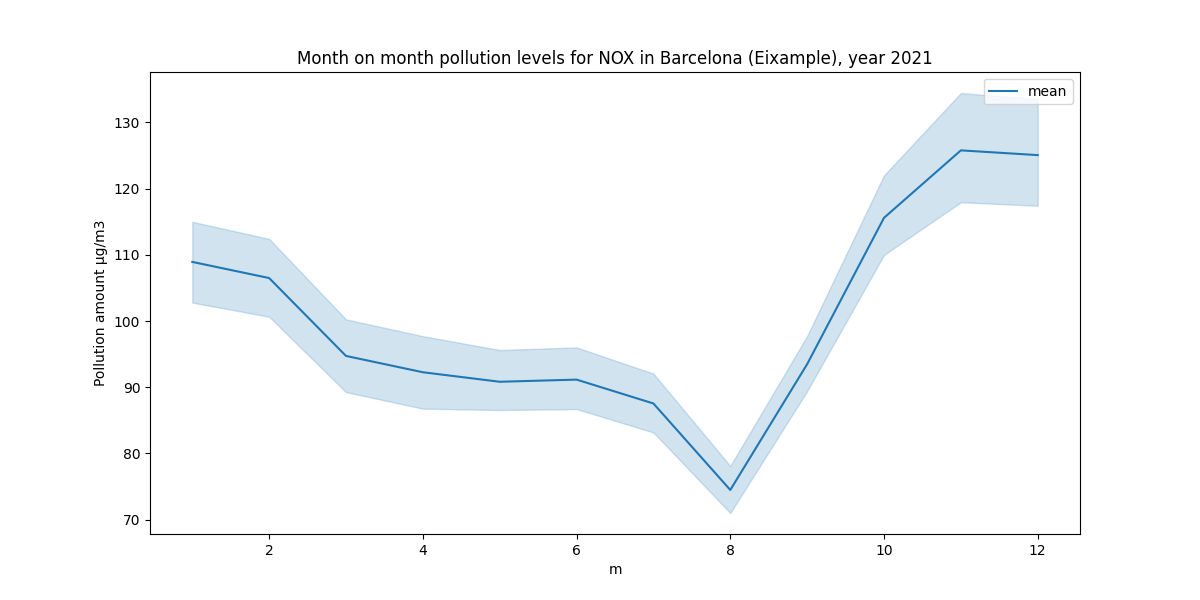 Month on month pollution levels for NOX in Barcelona (Eixample), year 2021
mean
Pollution amount µg/m3
130
120
110
100
90
80
70
2 4 6 8 10 12
m